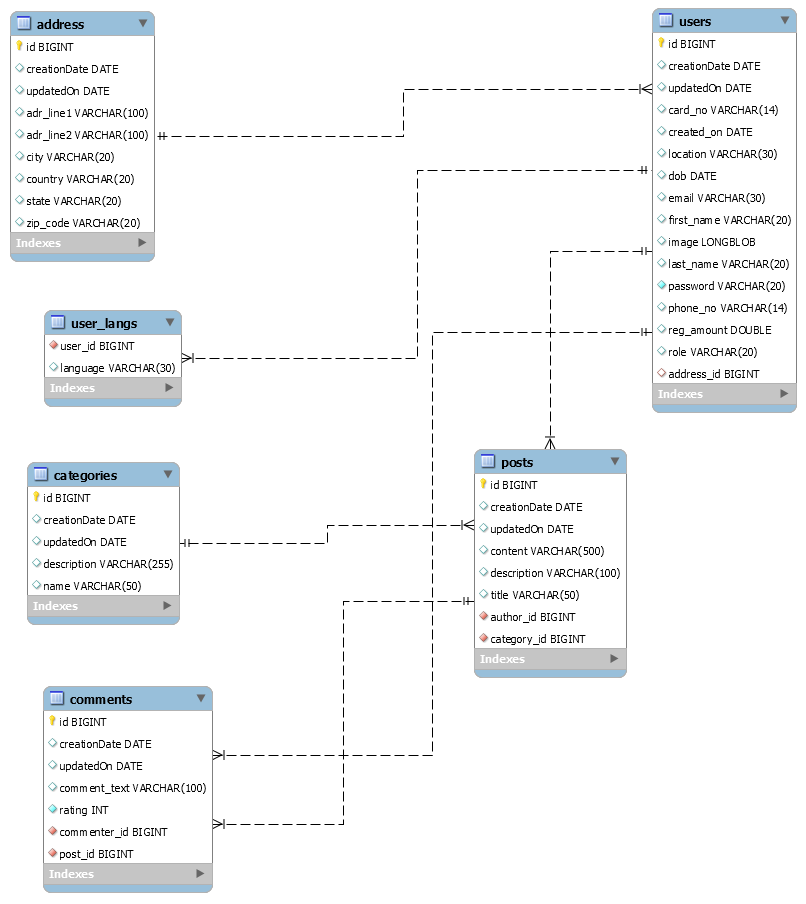 address
id BIGINT
creationDate DATE
updatedOn DATE
adr_line1 VARCHAR(100)
adr_line2 VARCHAR(100)
city VARCHAR(20)
country VARCHAR(20)
state VARCHAR(20)
zip_code VARCHAR(20)
Indexes
users
id BIGINT
creationDate DATE
updatedOn DATE
card_no VARCHAR(14)
created_on DATE
location VARCHAR(30)
dob DATE
email VARCHAR(30)
first_name VARCHAR(20)
image LONGBLOB
last_name VARCHAR(20)
password VARCHAR(20)
phone_no VARCHAR(14)
reg_amount DOUBLE
role VARCHAR(20)
address_id BIGINT
Indexes
user_langs
user_id BIGINT
language VARCHAR(30)
Indexes
categories
id BIGINT
creationDate DATE
updatedOn DATE
description VARCHAR(255)
name VARCHAR(50)
Indexes
posts
id BIGINT
creationDate DATE
updatedOn DATE
content VARCHAR(500)
description VARCHAR(100)
title VARCHAR(50)
author_id BIGINT
category_id BIGINT
Indexes
comments
id BIGINT
creationDate DATE
updatedOn DATE
comment_text VARCHAR(100)
rating INT
commenter_id BIGINT
post_id BIGINT
Indexes